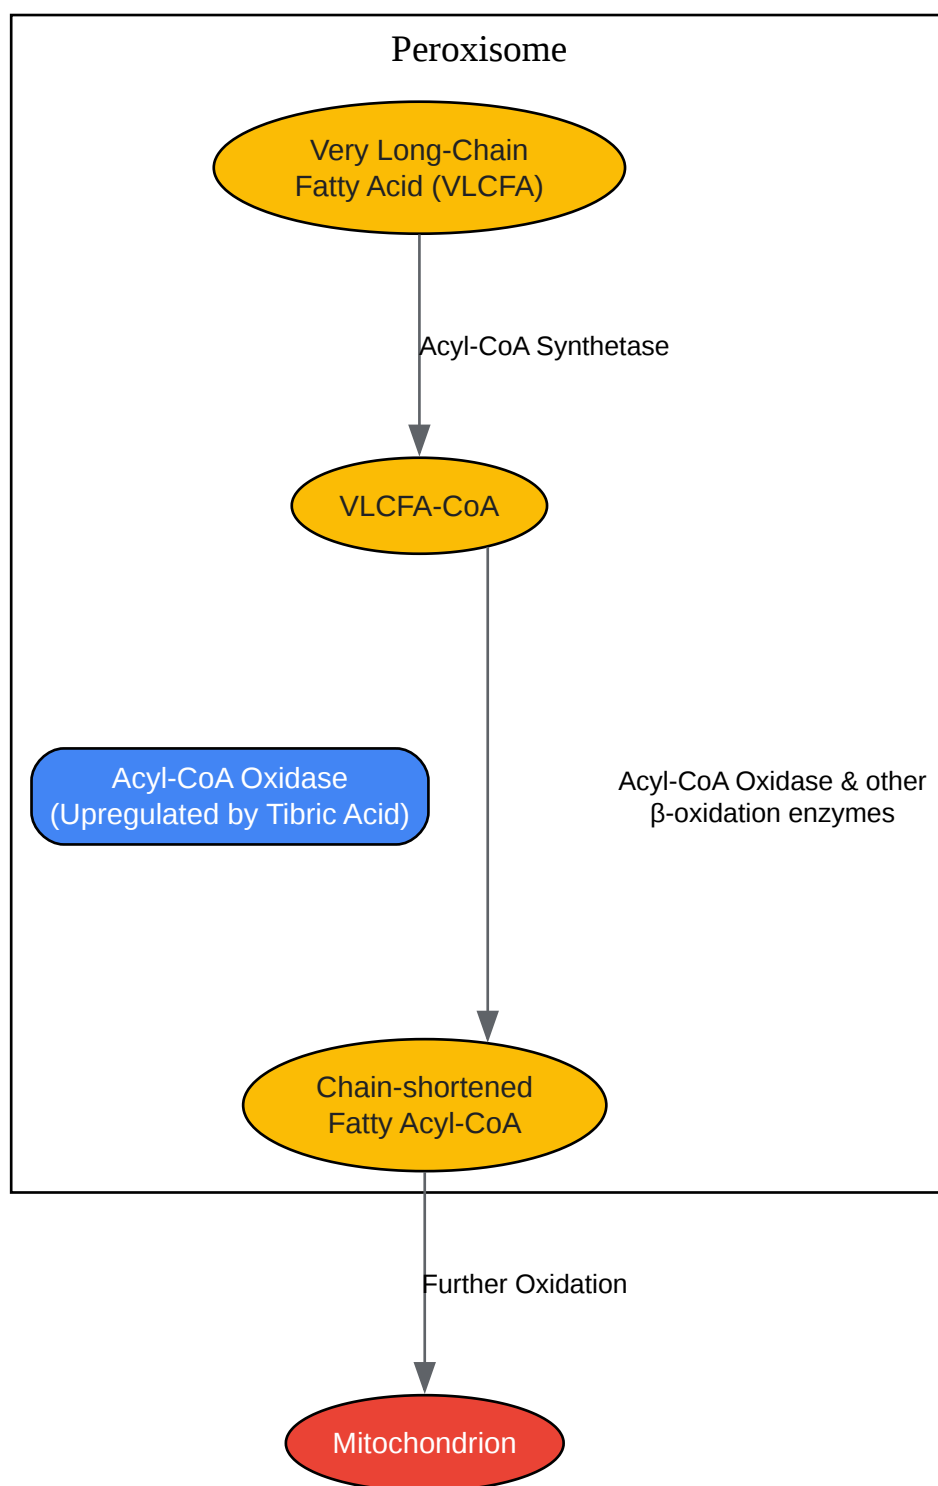 Peroxisome
Very Long-Chain
Fatty Acid (VLCFA)
Acyl-CoA Synthetase
VLCFA-CoA
Acyl-CoA Oxidase
(Upregulated by Tibric Acid)
Acyl-CoA Oxidase & other
β-oxidation enzymes
Chain-shortened
Fatty Acyl-CoA
Further Oxidation
Mitochondrion